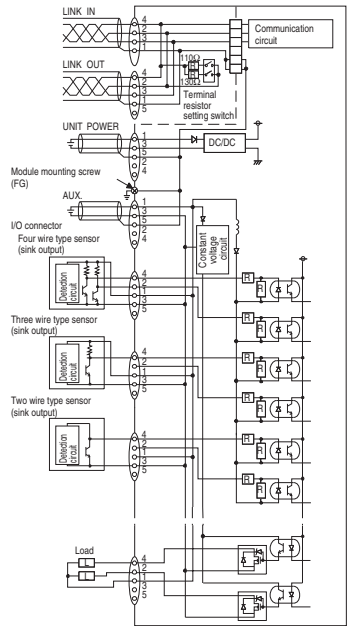 LINK IN
4
2
3
1
Communication
circuit
LINK OUT
4
2
3
1
5
110Ω
130Ω
Terminal
resistor
setting switch
UNIT POWER
1
3
5
2
4
DC/DC
Module mounting screw
(FG)
AUX.
1
3
5
2
4
I/O connector
Four wire type sensor
(sink output)
Constant
voltage
circuit
Detection
circuit
4
2
1
3
5
R
R
R
R
Three wire type sensor
(sink output)
Detection
circuit
4
2
1
3
5
R
R
R
R
Two wire type sensor
(sink output)
Detection
circuit
4
2
1
3
5
R
R
R
R
Load
4
2
1
3
5